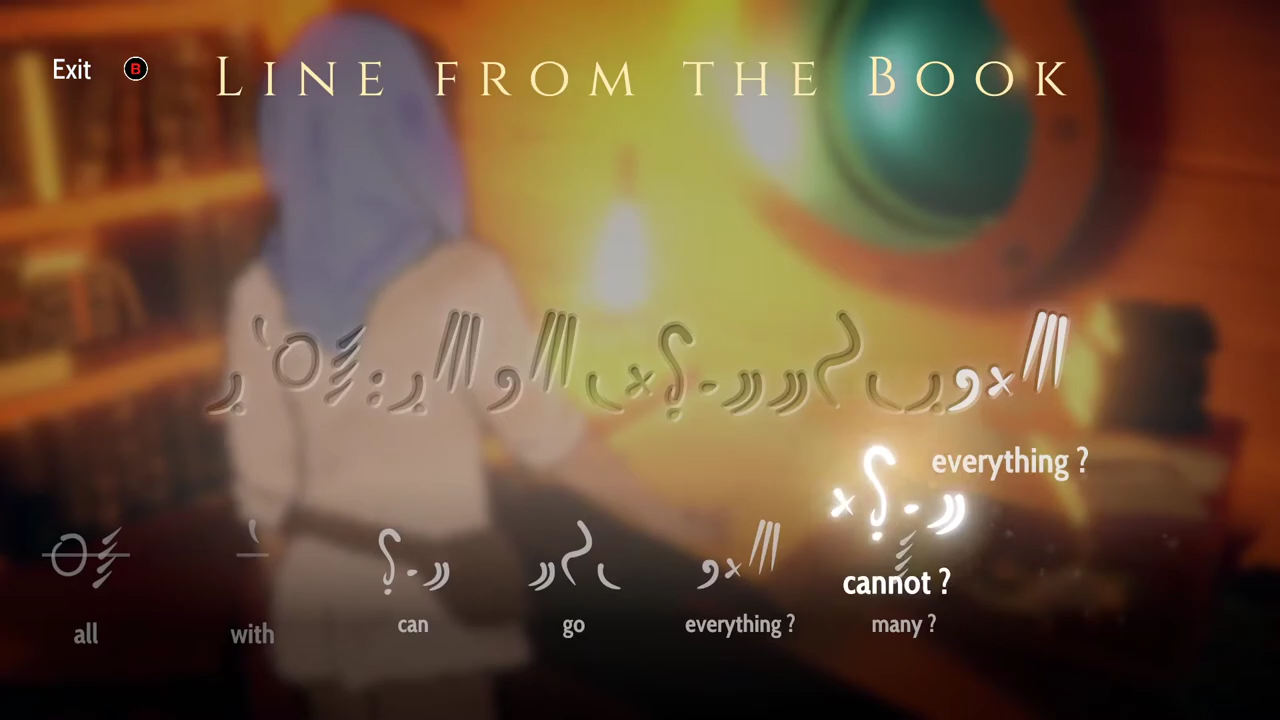 Exit B
Line from the Book
everything ?
cannot ?
all with can go everything ? many ?